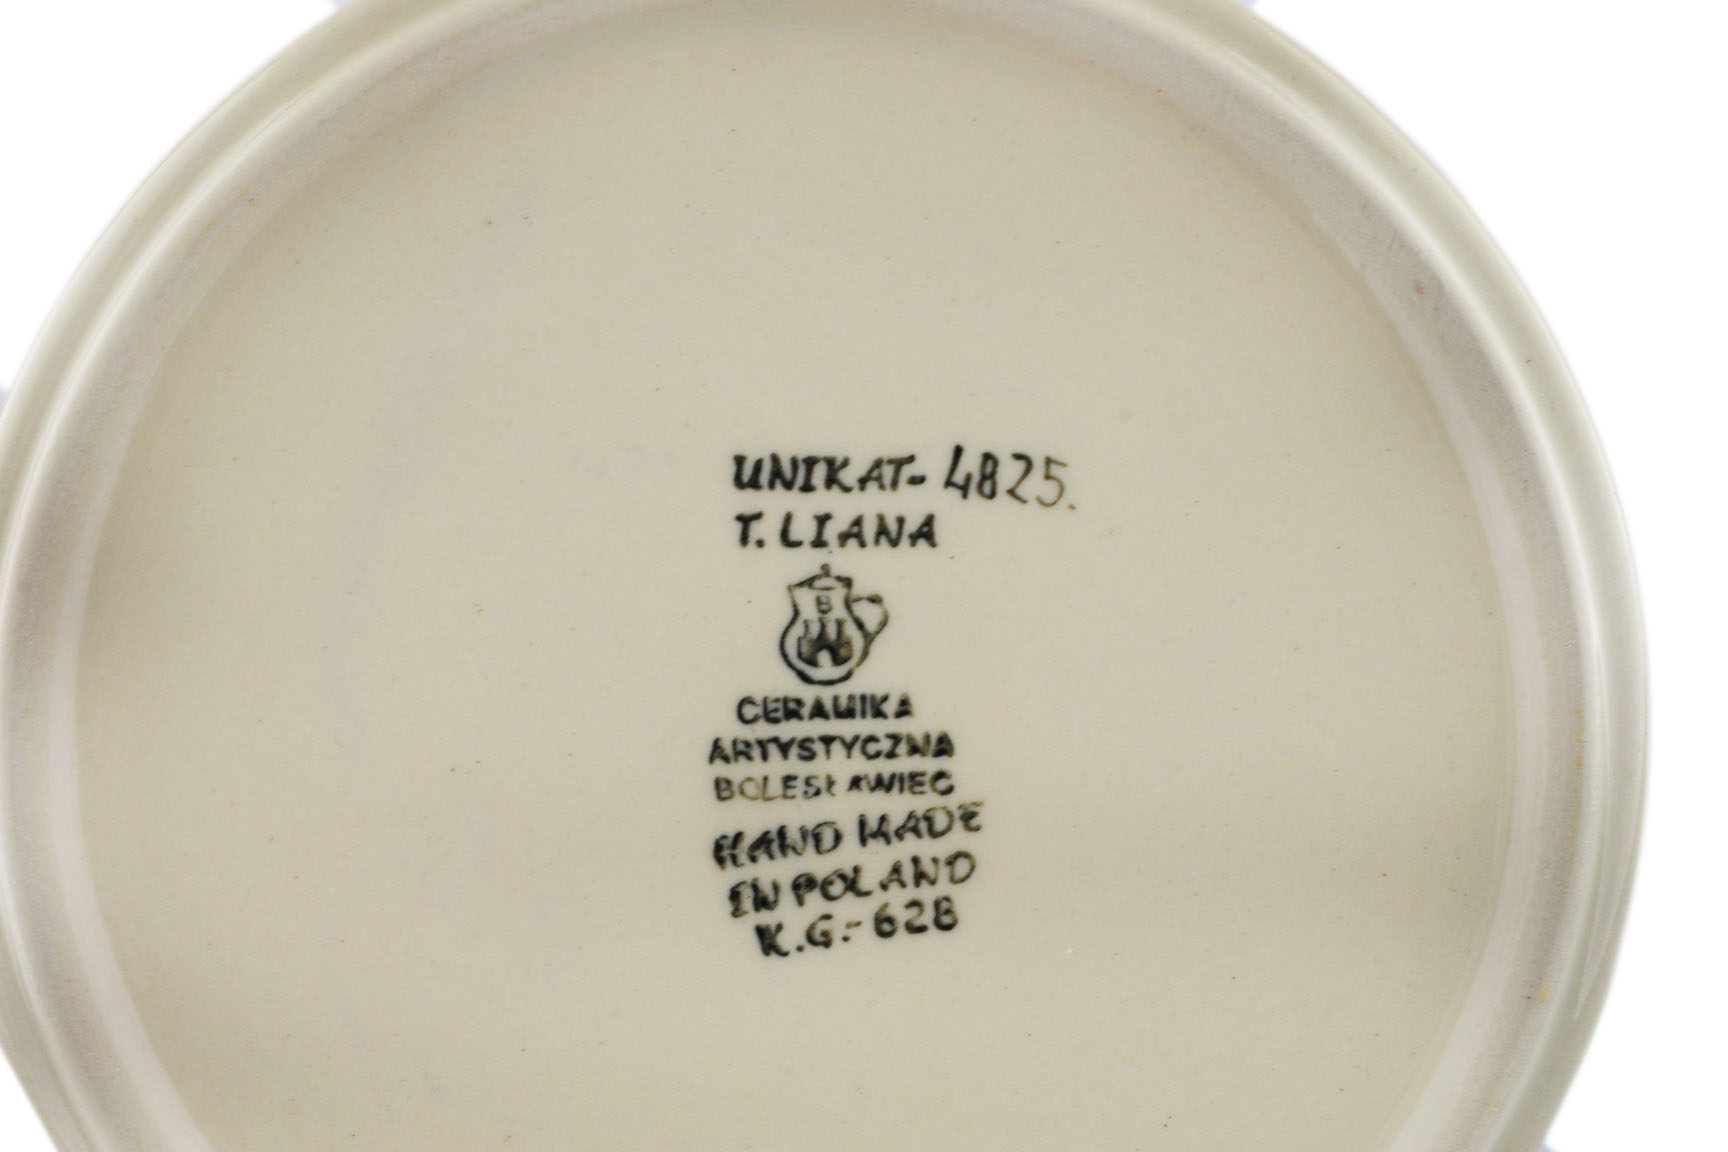 UNIKAT- 4825.
T. LIANA
B
CERAMIKA
ARTYSTYCZNA
BOLESŁAWIEC
HAND MADE
IN POLAND
K.G.- 628